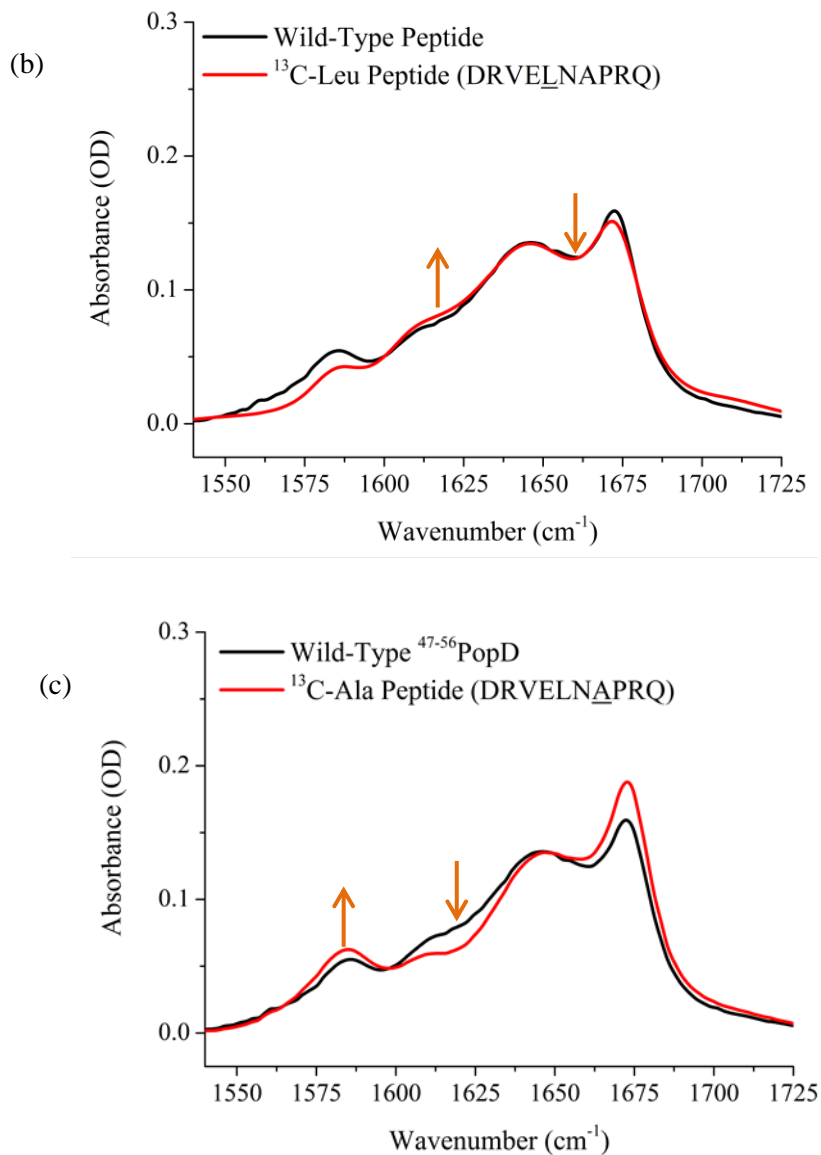 (b)
Wild-Type Peptide
¹³C-Leu Peptide (DRVELNAPRQ)
0.3
0.2
0.1
0.0
Absorbance (OD)
1550 1575 1600 1625 1650 1675 1700 1725
Wavenumber (cm⁻¹)
(c)
Wild-Type ⁴⁷⁻⁵⁶PopD
¹³C-Ala Peptide (DRVELNAPRQ)
0.3
0.2
0.1
0.0
Absorbance (OD)
1550 1575 1600 1625 1650 1675 1700 1725
Wavenumber (cm⁻¹)